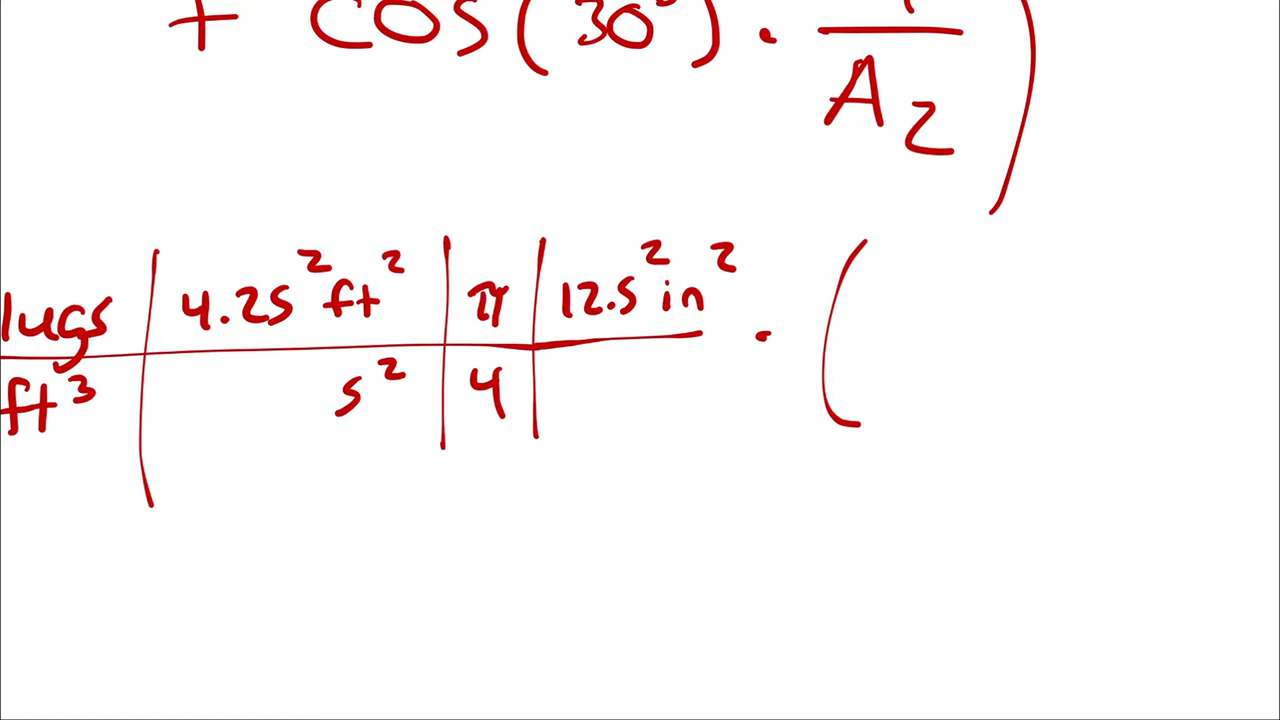 + COS(30°) ·
A2
lugs | 4.25² ft² | π | 12.5² in² · (
ft³ | s² | 4